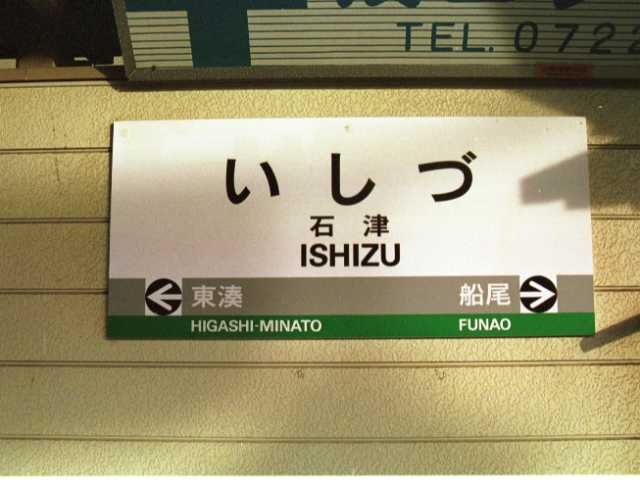 TEL. 0722
いしづ
石津
ISHIZU
東湊 船尾
HIGASHI-MINATO FUNAO